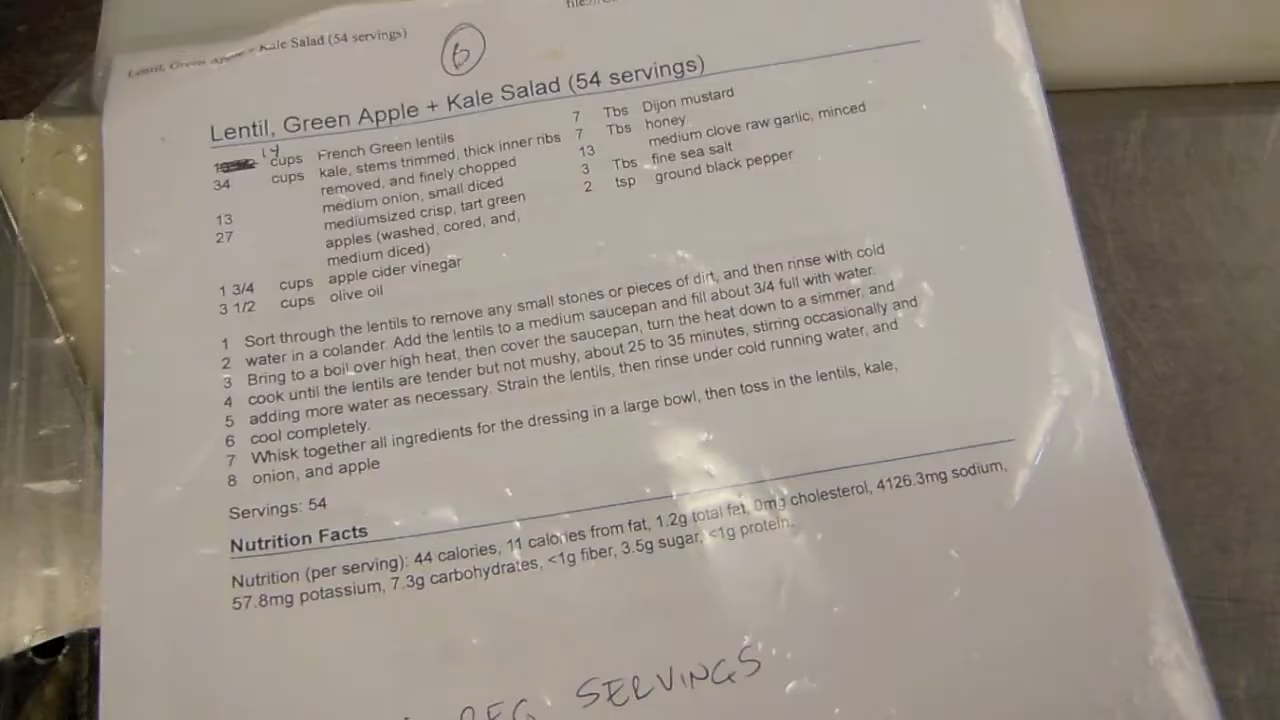 Lentil, Green Apple + Kale Salad (54 servings)
6
Lentil, Green Apple + Kale Salad (54 servings)
14 cups French Green lentils
34 cups kale, stems trimmed, thick inner ribs
removed, and finely chopped
13 medium onion, small diced
27 mediumsized crisp, tart green
apples (washed, cored, and,
medium diced)
1 3/4 cups apple cider vinegar
3 1/2 cups olive oil
7 Tbs Dijon mustard
7 Tbs honey
13 medium clove raw garlic, minced
3 Tbs fine sea salt
2 tsp ground black pepper
1 Sort through the lentils to remove any small stones or pieces of dirt, and then rinse with cold
2 water in a colander. Add the lentils to a medium saucepan and fill about 3/4 full with water.
3 Bring to a boil over high heat, then cover the saucepan, turn the heat down to a simmer, and
4 cook until the lentils are tender but not mushy, about 25 to 35 minutes, stirring occasionally and
5 adding more water as necessary. Strain the lentils, then rinse under cold running water, and
6 cool completely.
7 Whisk together all ingredients for the dressing in a large bowl, then toss in the lentils, kale,
8 onion, and apple
Servings: 54
Nutrition Facts
Nutrition (per serving): 44 calories, 11 calories from fat, 1.2g total fat, 0mg cholesterol, 4126.3mg sodium,
57.8mg potassium, 7.3g carbohydrates, <1g fiber, 3.5g sugar, <1g protein.
SERVINGS